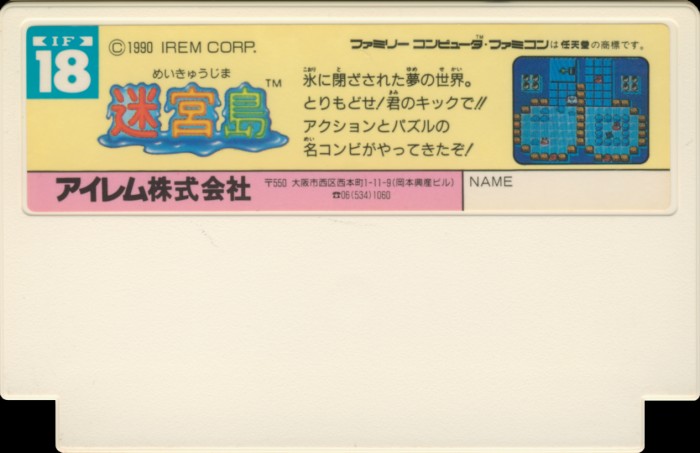 IF
18
©1990 IREM CORP.
ファミリー コンピュータ™・ファミコンは任天堂の商標です。
めいきゅうじま
迷宮島™
氷に閉ざされた夢の世界。
とりもどせ!君のキックで!!
アクションとパズルの
名コンビがやってきたぞ!
アイレム株式会社
〒550 大阪市西区西本町1-11-9(岡本興産ビル)
☎06(534)1060
NAME